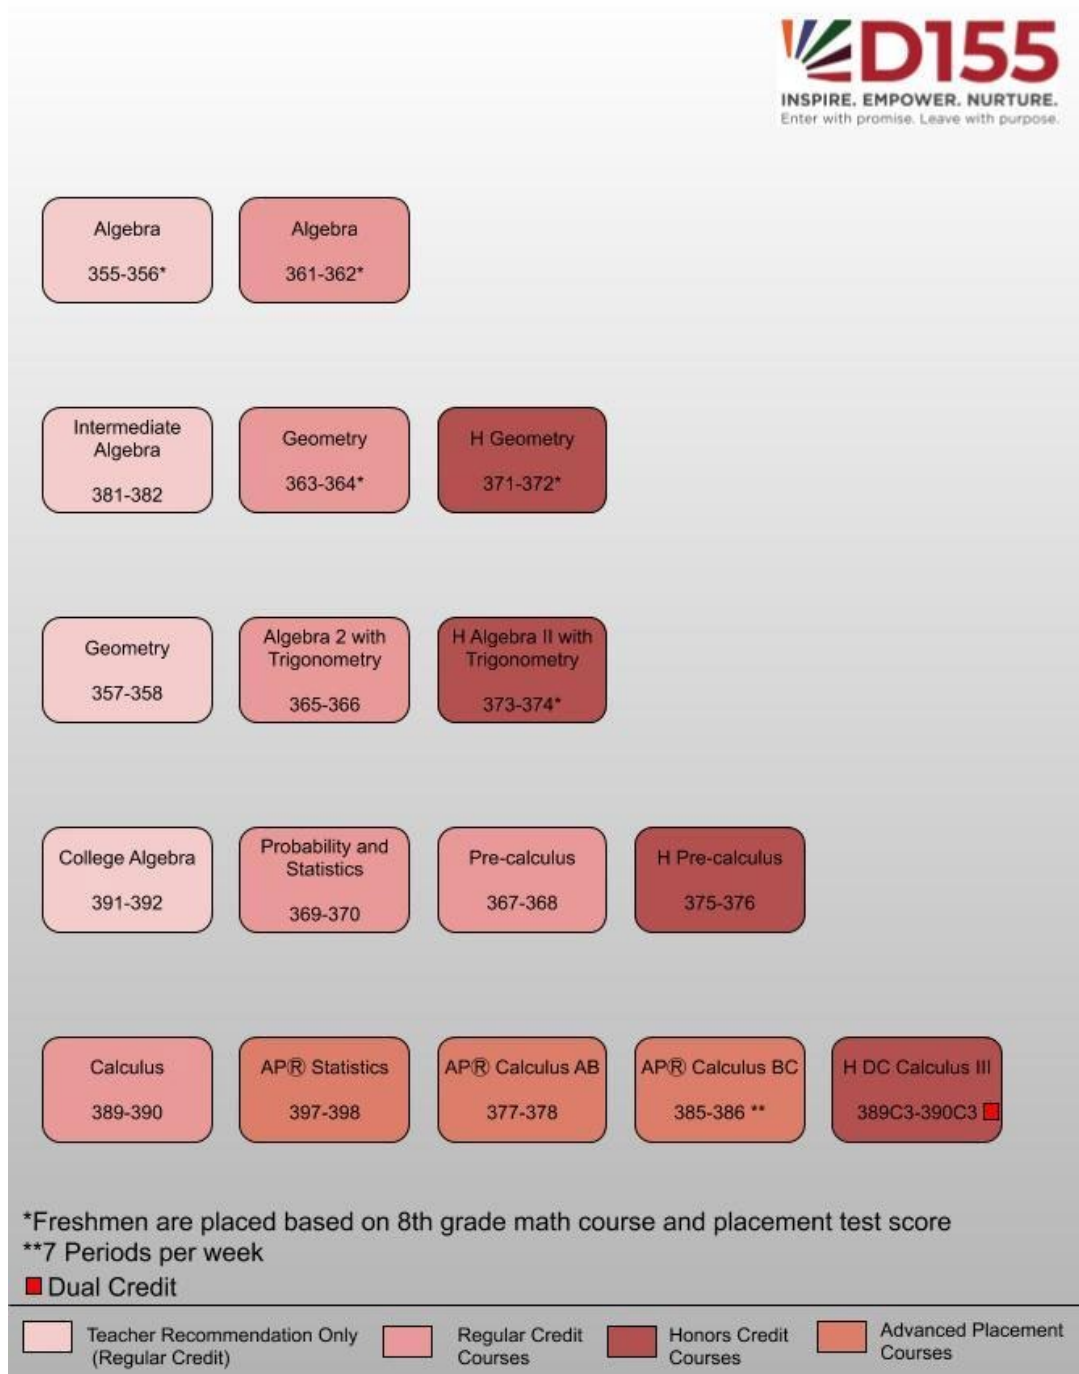 D155
INSPIRE. EMPOWER. NURTURE.
Enter with promise. Leave with purpose.
Algebra
355-356*
Algebra
361-362*
Intermediate
Algebra
381-382
Geometry
363-364*
H Geometry
371-372*
Geometry
357-358
Algebra 2 with
Trigonometry
365-366
H Algebra II with
Trigonometry
373-374*
College Algebra
391-392
Probability and
Statistics
369-370
Pre-calculus
367-368
H Pre-calculus
375-376
Calculus
389-390
AP® Statistics
397-398
AP® Calculus AB
377-378
AP® Calculus BC
385-386 **
H DC Calculus III
389C3-390C3
*Freshmen are placed based on 8th grade math course and placement test score
**7 Periods per week
Dual Credit
Teacher Recommendation Only
(Regular Credit)
Regular Credit
Courses
Honors Credit
Courses
Advanced Placement
Courses